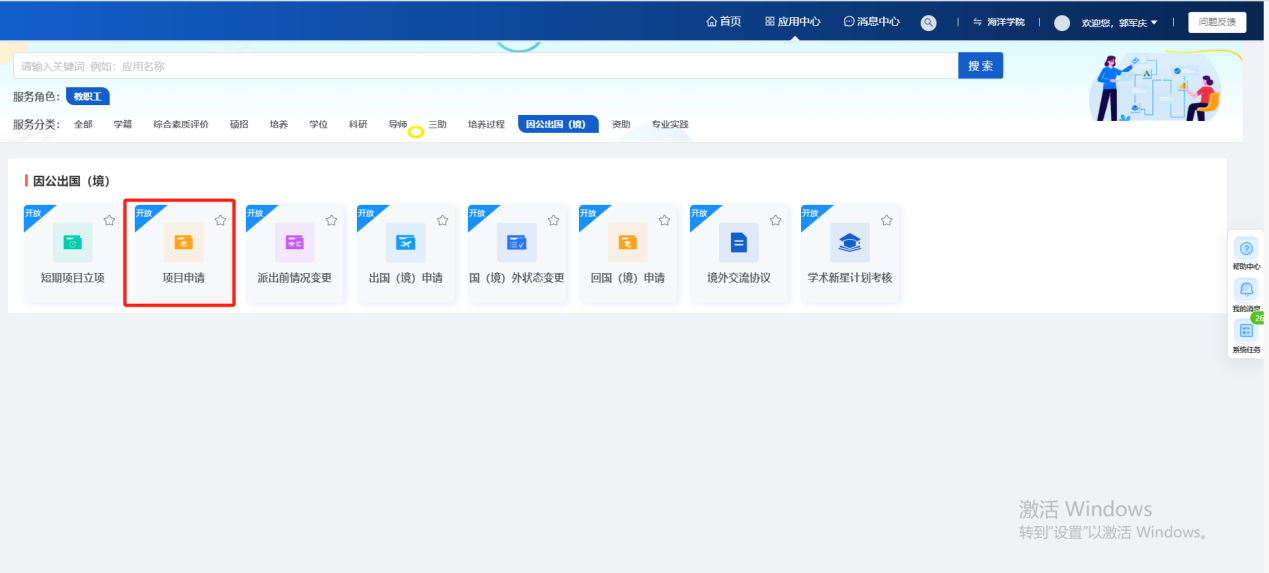 首页 应用中心 消息中心 海洋学院 欢迎您，郭军庆 问题反馈
请输入关键词 例如：应用名称 搜索
服务角色： 教职工
服务分类： 全部 学籍 综合素质评价 硕招 培养 学位 科研 导师 三助 培养过程 因公出国（境） 资助 专业实践
因公出国（境）
开放 开放 开放 开放 开放 开放 开放 开放
短期项目立项 项目申请 派出前情况变更 出国（境）申请 国（境）外状态变更 回国（境）申请 境外交流协议 学术新星计划考核
帮助中心
我的消息
26
系统任务
激活 Windows
转到"设置"以激活 Windows。